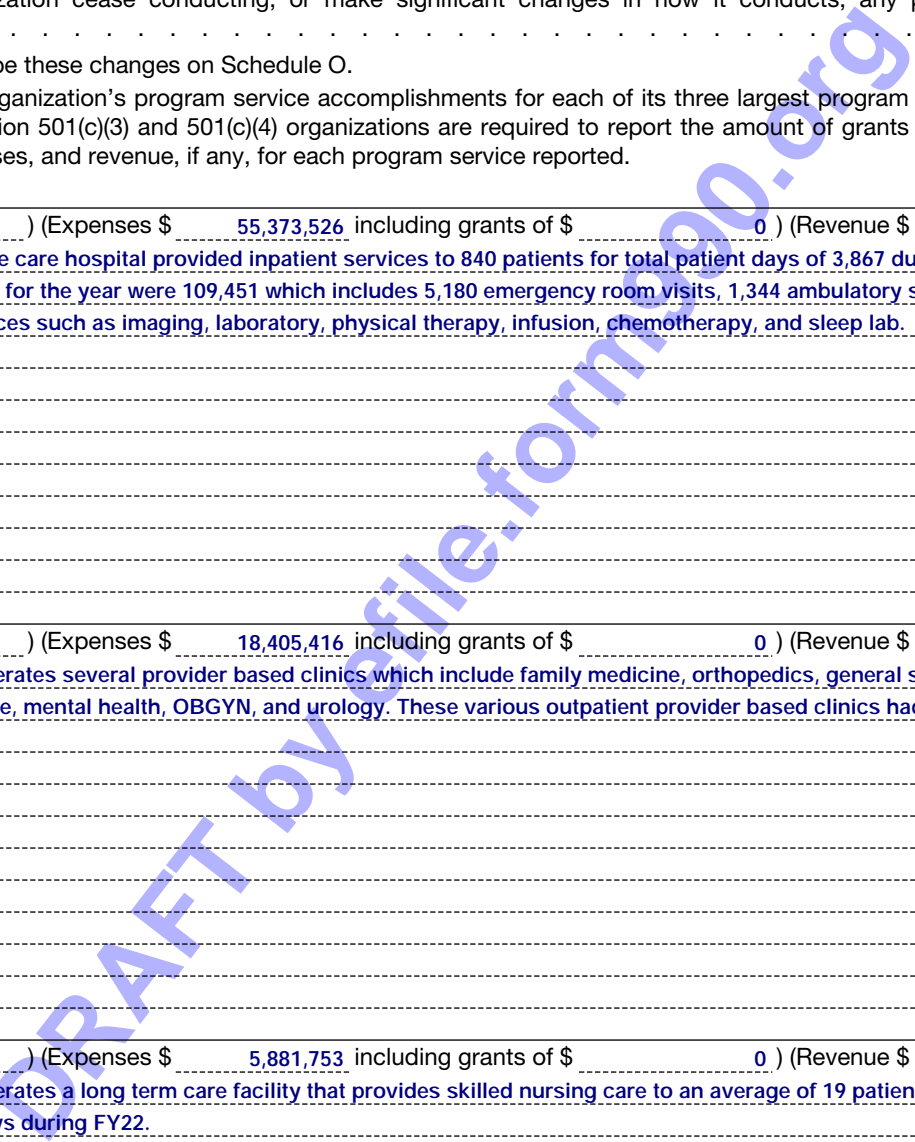 ization cease conducting, or make significant changes in how it conducts, any p
. . . . . . . . . . . . . . . . . . . . . . . . . .
be these changes on Schedule O.
ganization's program service accomplishments for each of its three largest program
ion 501(c)(3) and 501(c)(4) organizations are required to report the amount of grants
ses, and revenue, if any, for each program service reported.
) (Expenses $ 55,373,526 including grants of $ 0 ) (Revenue $
e care hospital provided inpatient services to 840 patients for total patient days of 3,867 du
for the year were 109,451 which includes 5,180 emergency room visits, 1,344 ambulatory s
ces such as imaging, laboratory, physical therapy, infusion, chemotherapy, and sleep lab.
) (Expenses $ 18,405,416 including grants of $ 0 ) (Revenue $
erates several provider based clinics which include family medicine, orthopedics, general s
e, mental health, OBGYN, and urology. These various outpatient provider based clinics had
) (Expenses $ 5,881,753 including grants of $ 0 ) (Revenue $
erates a long term care facility that provides skilled nursing care to an average of 19 patien
ws during FY22.
DRAFT by efile.form990.org